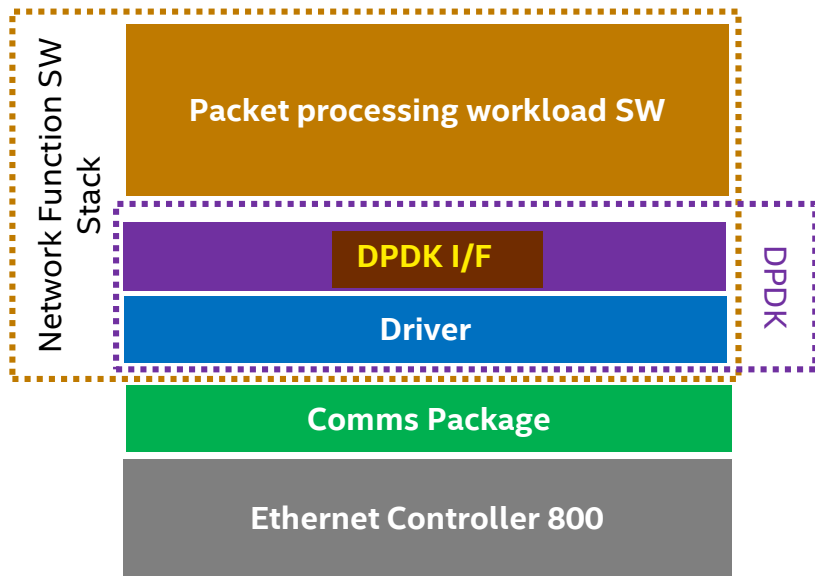 Network Function SW
Stack
Packet processing workload SW
DPDK I/F
DPDK
Driver
Comms Package
Ethernet Controller 800